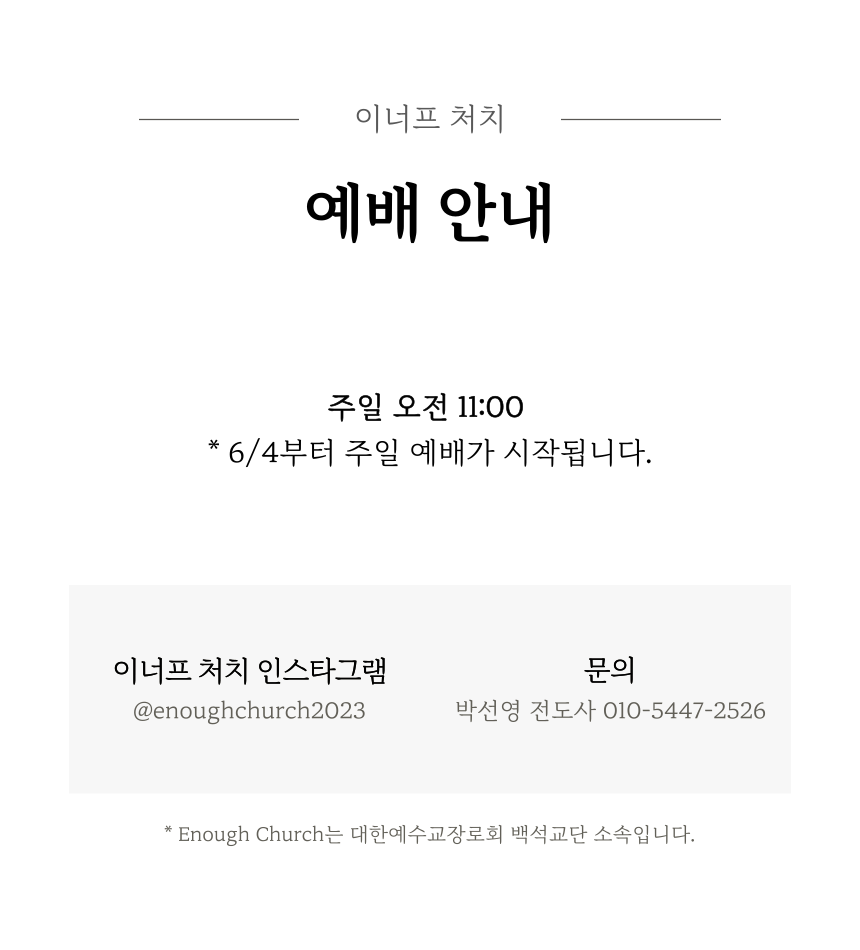 이너프 처치
예배 안내
주일 오전 11:00
* 6/4부터 주일 예배가 시작됩니다.
이너프 처치 인스타그램
@enoughchurch2023
문의
박선영 전도사 010-5447-2526
* Enough Church는 대한예수교장로회 백석교단 소속입니다.